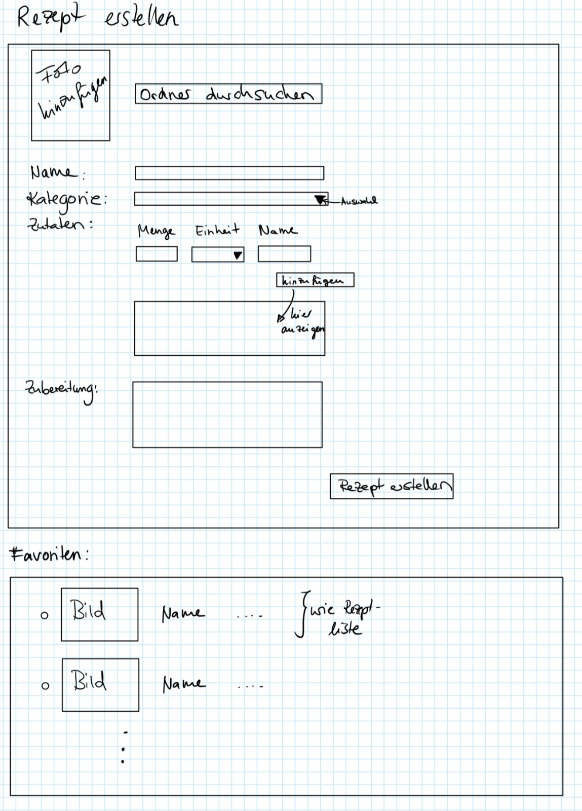 Rezept erstellen
Foto
hinzufügen
Ordner durchsuchen
Name:
Kategorie:
Auswahl
Zutaten:
Menge Einheit Name
hinzufügen
hier
anzeigen
Zubereitung:
Rezept erstellen
Favoriten:
Bild Name .... wie Rezept-
liste
Bild Name ....